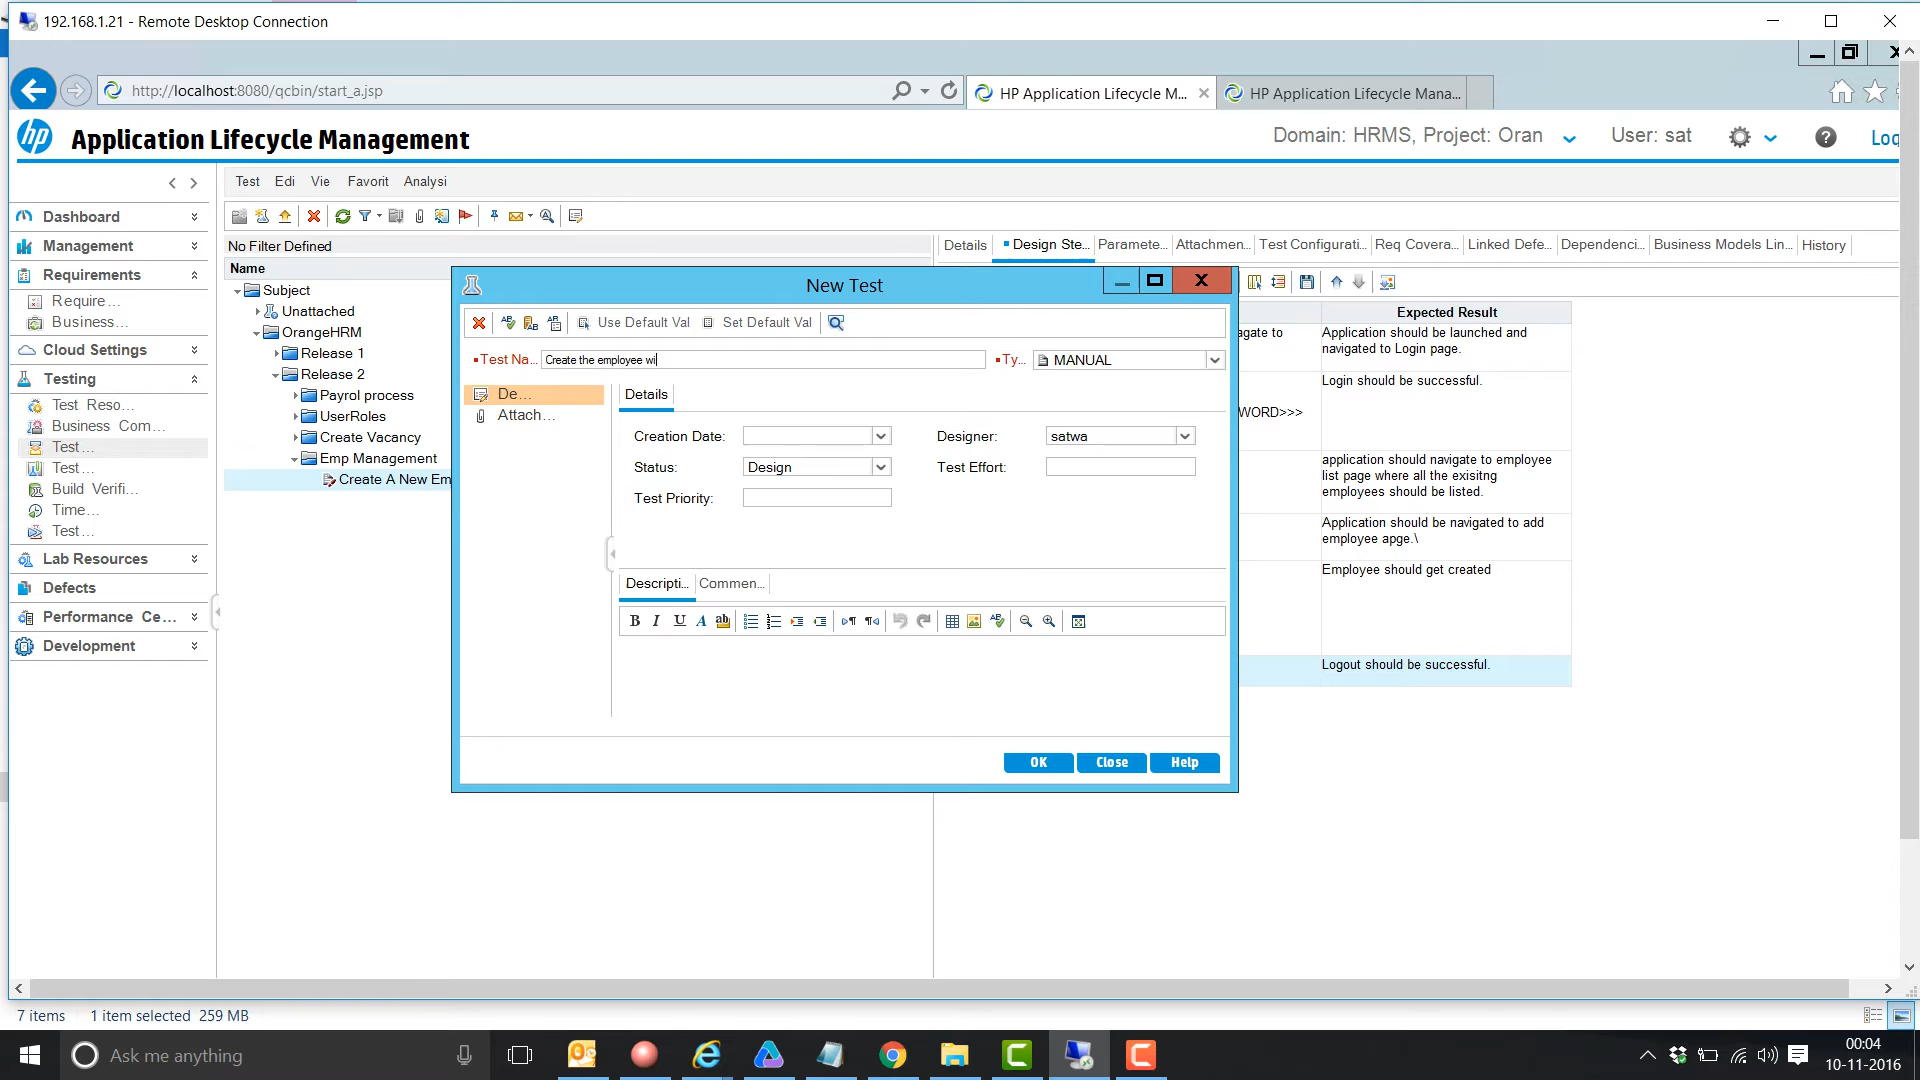 192.168.1.21 - Remote Desktop Connection
http://localhost:8080/qcbin/start_a.jsp
HP Application Lifecycle M...
HP Application Lifecycle Mana...
hp
Application Lifecycle Management
Domain: HRMS, Project: Oran
User: sat
Log
Test Edi Vie Favorit Analysi
Dashboard
Management
Requirements
Require...
Business...
Cloud Settings
Testing
Test Reso...
Business Com...
Test...
Test...
Build Verifi...
Time...
Test...
Lab Resources
Defects
Performance Ce...
Development
No Filter Defined
Name
Subject
Unattached
OrangeHRM
Release 1
Release 2
Payrol process
UserRoles
Create Vacancy
Emp Management
Create A New Em
Details Design Ste... Paramete... Attachmen... Test Configurati... Req Covera... Linked Defe... Dependenci... Business Models Lin... History
Expected Result
agate to
Application should be launched and
navigated to Login page.
Login should be successful.
WORD>>>
application should navigate to employee
list page where all the exisitng
employees should be listed.
Application should be navigated to add
employee apge.\
Employee should get created
Logout should be successful.
New Test
Use Default Val
Set Default Val
Test Na...
Create the employee wi
Ty...
MANUAL
De...
Attach...
Details
Creation Date:
Designer: satwa
Status: Design
Test Effort:
Test Priority:
Descripti... Commen...
B I U A ab
OK Close Help
7 items 1 item selected 259 MB
Ask me anything
00:04
10-11-2016